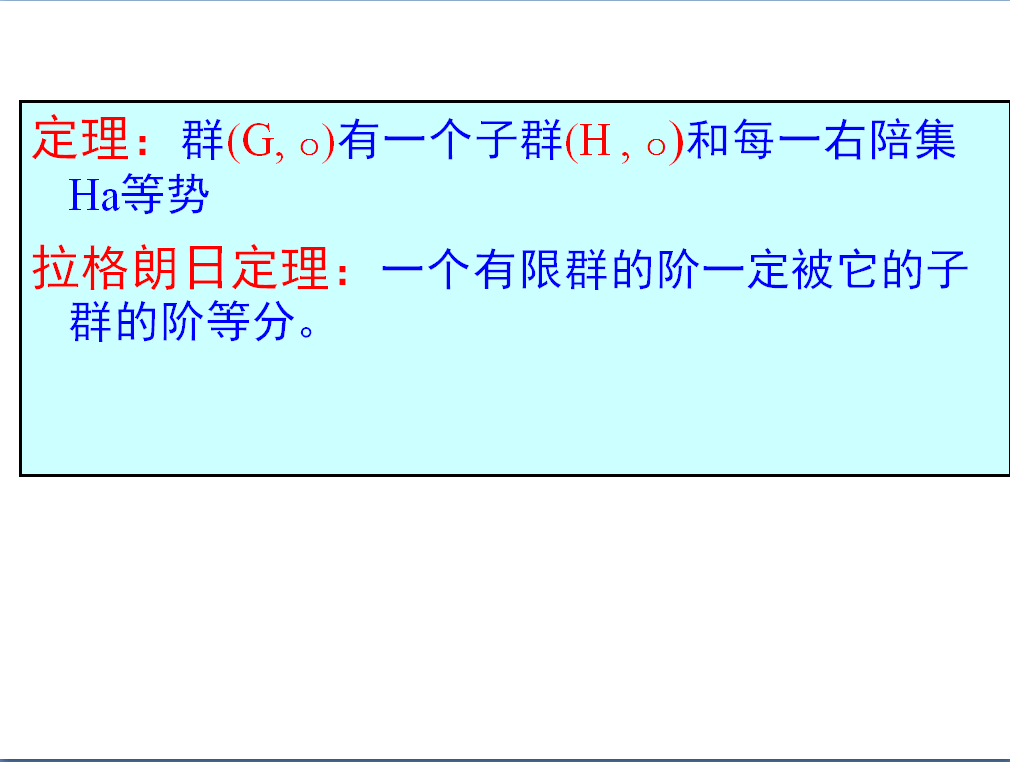 定理：群(G, ○)有一个子群(H , ○)和每一右陪集
Ha等势
拉格朗日定理：一个有限群的阶一定被它的子
群的阶等分。